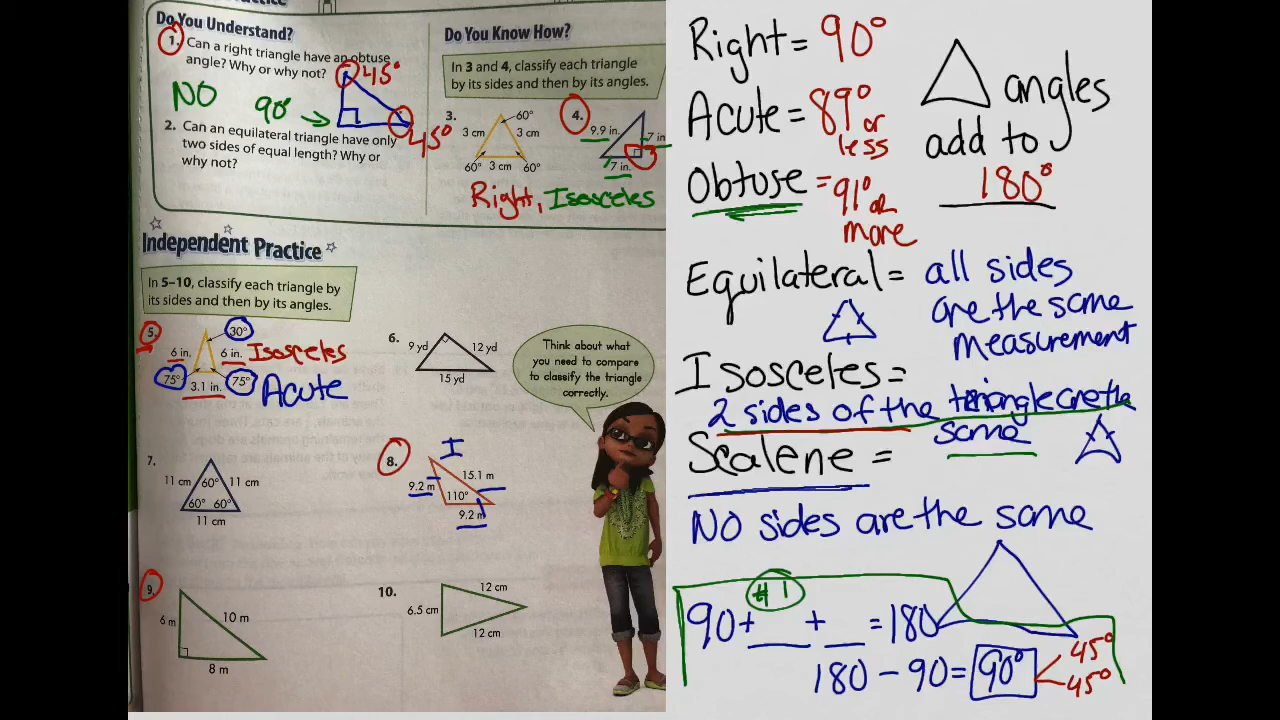 Do You Understand?
1. Can a right triangle have an obtuse
angle? Why or why not?
45°
NO
90°
45°
2. Can an equilateral triangle have only
two sides of equal length? Why or
why not?
Do You Know How?
In 3 and 4, classify each triangle
by its sides and then by its angles.
3.
60°
3 cm
3 cm
60°
3 cm
60°
4.
9.9 in.
7 in
7 in.
Right, Isosceles
Independent Practice
In 5–10, classify each triangle by
its sides and then by its angles.
5.
30°
6 in.
6 in.
Isosceles
75°
75°
3.1 in.
Acute
6.
9 yd
12 yd
15 yd
Think about what
you need to compare
to classify the triangle
correctly.
7.
11 cm
60°
11 cm
60°
60°
11 cm
8.
I
15.1 m
9.2 m
110°
9.2 m
9.
6 m
10 m
8 m
10.
12 cm
6.5 cm
12 cm
Right = 90°
Acute = 89°
or
less
Obtuse = 91°
or
more
angles
add to
180°
Equilateral = all sides
are the same
measurement
Isosceles =
2 sides of the triangle are the
same
Scalene =
NO sides are the same
#1
90 + ___ + ___ = 180
180 - 90 = 90°
45°
45°